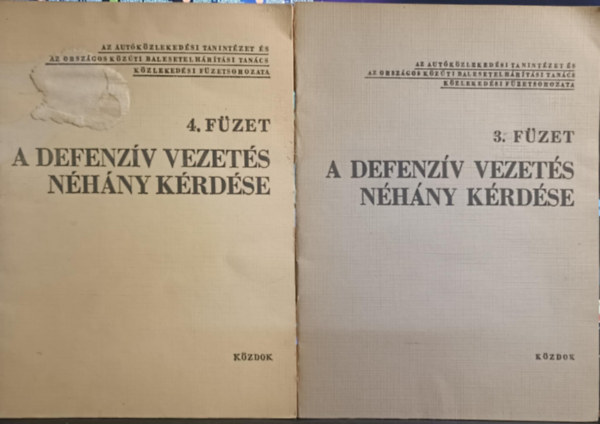 AZ AUTÓKÖZLEKEDÉSI TANINTÉZET ÉS
AZ ORSZÁGOS KÖZÚTI BALESETELHÁRÍTÁSI TANÁCS
KÖZLEKEDÉSI FÜZETSOROZATA
4. FÜZET
A DEFENZÍV VEZETÉS
NÉHÁNY KÉRDÉSE
KÖZDOK
AZ AUTÓKÖZLEKEDÉSI TANINTÉZET ÉS
AZ ORSZÁGOS KÖZÚTI BALESETELHÁRÍTÁSI TANÁCS
KÖZLEKEDÉSI FÜZETSOROZATA
3. FÜZET
A DEFENZÍV VEZETÉS
NÉHÁNY KÉRDÉSE
KÖZDOK